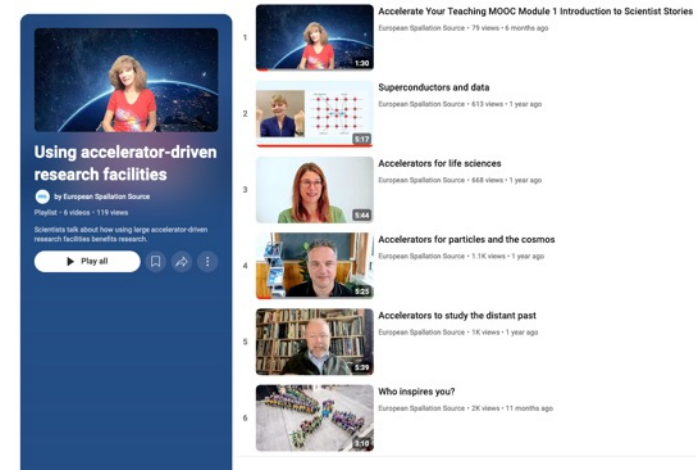 Using accelerator-driven
research facilities
by European Spallation Source
Playlist • 6 videos • 119 views
Scientists talk about how using large accelerator-driven
research facilities benefits research.
Play all
1
1:30
Accelerate Your Teaching MOOC Module 1 Introduction to Scientist Stories
European Spallation Source • 79 views • 6 months ago
2
5:17
Superconductors and data
European Spallation Source • 613 views • 1 year ago
3
5:44
Accelerators for life sciences
European Spallation Source • 668 views • 1 year ago
4
5:25
Accelerators for particles and the cosmos
European Spallation Source • 1.1K views • 1 year ago
5
5:39
Accelerators to study the distant past
European Spallation Source • 1K views • 1 year ago
6
3:10
Who inspires you?
European Spallation Source • 2K views • 11 months ago